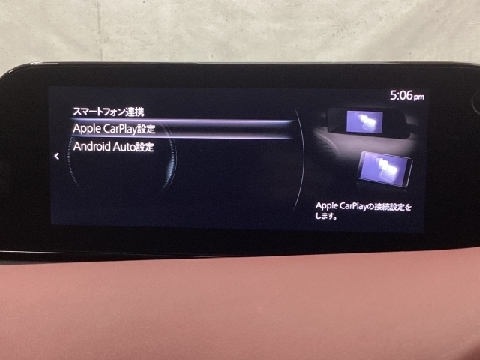 5:06 pm
スマートフォン連携
Apple CarPlay設定
Android Auto設定
Apple CarPlayの接続設定を
します。